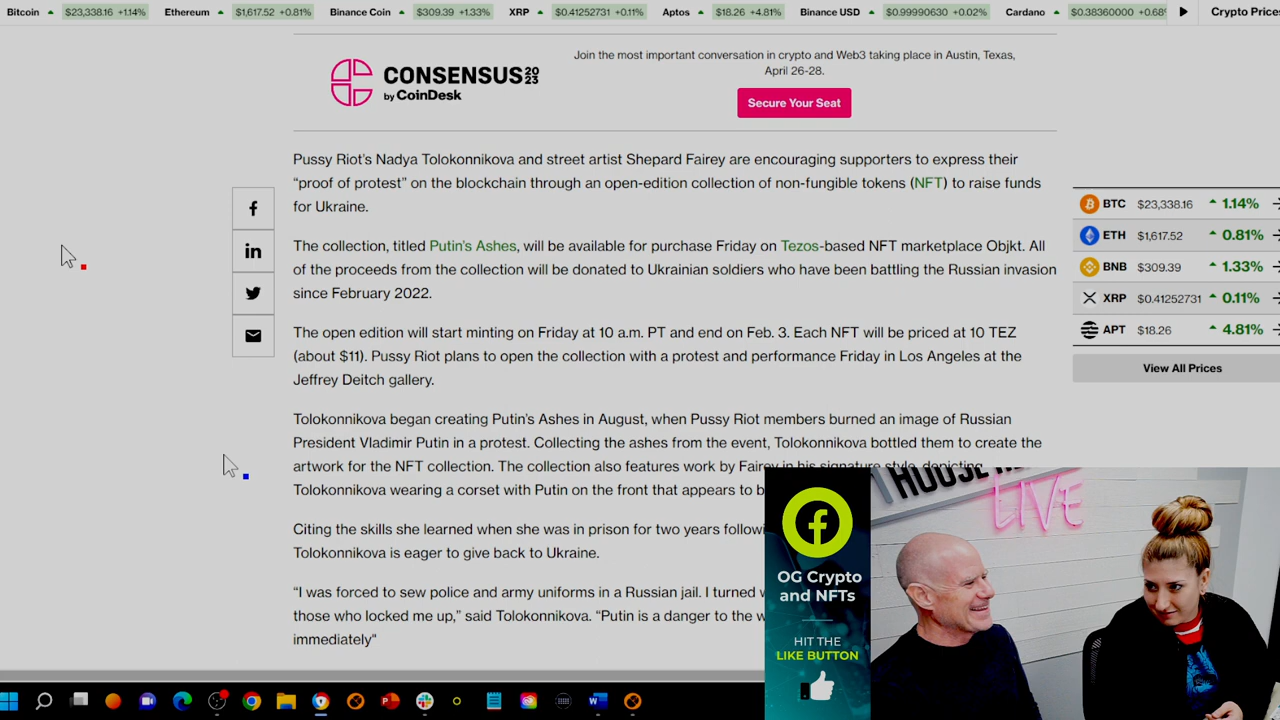 Bitcoin $23,338.16 +1.14% Ethereum $1,617.52 +0.81% Binance Coin $309.39 +1.33% XRP $0.41252731 +0.11% Aptos $18.26 +4.81% Binance USD $0.99990630 +0.02% Cardano $0.38360000 +0.68% Crypto Prices
CONSENSUS 2023
by CoinDesk
Join the most important conversation in crypto and Web3 taking place in Austin, Texas,
April 26-28.
Secure Your Seat
Pussy Riot's Nadya Tolokonnikova and street artist Shepard Fairey are encouraging supporters to express their
“proof of protest” on the blockchain through an open-edition collection of non-fungible tokens (NFT) to raise funds
for Ukraine.
The collection, titled Putin's Ashes, will be available for purchase Friday on Tezos-based NFT marketplace Objkt. All
of the proceeds from the collection will be donated to Ukrainian soldiers who have been battling the Russian invasion
since February 2022.
The open edition will start minting on Friday at 10 a.m. PT and end on Feb. 3. Each NFT will be priced at 10 TEZ
(about $11). Pussy Riot plans to open the collection with a protest and performance Friday in Los Angeles at the
Jeffrey Deitch gallery.
Tolokonnikova began creating Putin's Ashes in August, when Pussy Riot members burned an image of Russian
President Vladimir Putin in a protest. Collecting the ashes from the event, Tolokonnikova bottled them to create the
artwork for the NFT collection. The collection also features work by Fairey in his signature style, depicting
Tolokonnikova wearing a corset with Putin on the front that appears to b
Citing the skills she learned when she was in prison for two years followi
Tolokonnikova is eager to give back to Ukraine.
“I was forced to sew police and army uniforms in a Russian jail. I turned w
those who locked me up,” said Tolokonnikova. “Putin is a danger to the w
immediately"
BTC $23,338.16 1.14%
ETH $1,617.52 0.81%
BNB $309.39 1.33%
XRP $0.41252731 0.11%
APT $18.26 4.81%
View All Prices
OG Crypto
and NFTs
HIT THE
LIKE BUTTON
HOUSE
LIVE